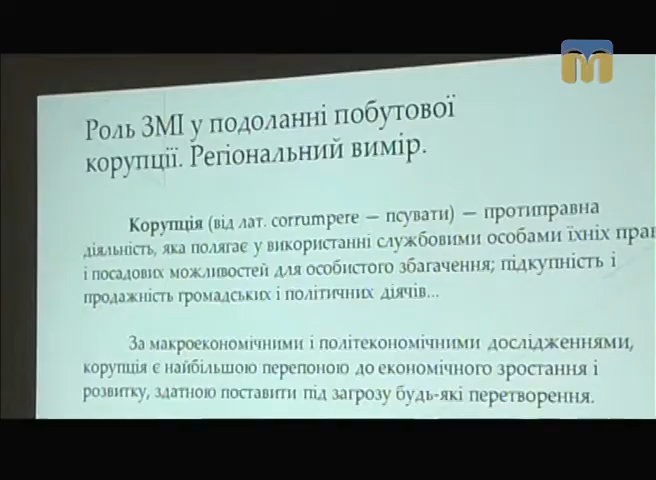 Роль ЗМІ у подоланні побутової
корупції. Регіональний вимір.
Корупція (від лат. corrumpere — псувати) — протиправна
діяльність, яка полягає у використанні службовими особами їхніх прав
і посадових можливостей для особистого збагачення; підкупність і
продажність громадських і політичних діячів...
За макроекономічними і політекономічними дослідженнями,
корупція є найбільшою перепоною до економічного зростання і
розвитку, здатною поставити під загрозу будь-які перетворення.